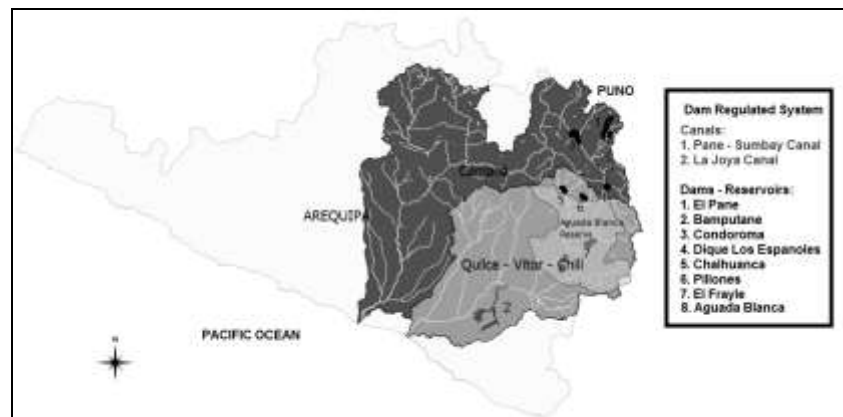 PUNO
AREQUIPA
Aguada Blanca
Reserve
Quilca - Vitor - Chili
2
PACIFIC OCEAN
N
Dam Regulated System
Canals:
1. Pane - Sumbay Canal
2. La Joya Canal
Dams - Reservoirs:
1. El Pane
2. Bamputane
3. Condoroma
4. Dique Los Espanoles
5. Chalhuanca
6. Pillones
7. El Frayle
8. Aguada Blanca